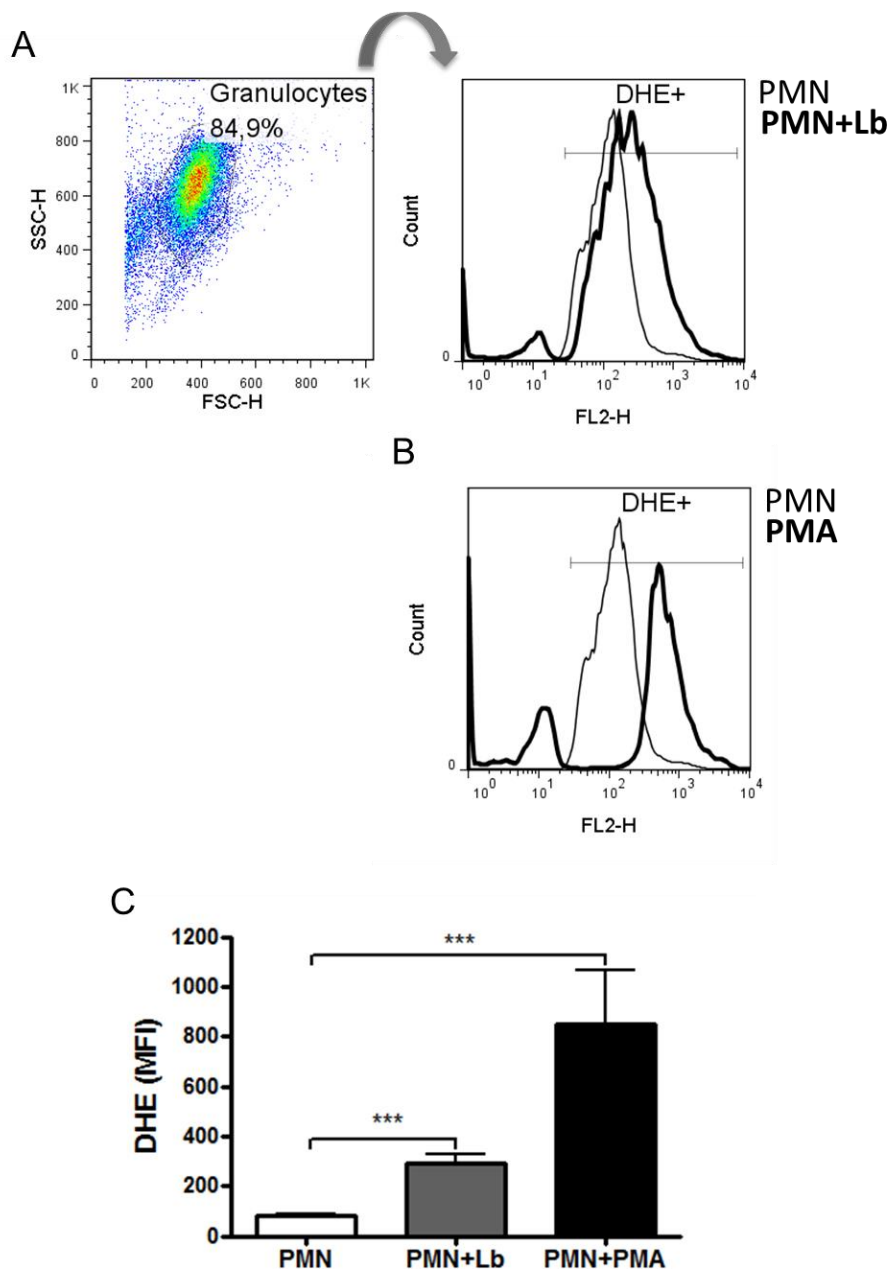 A
Granulocytes
84,9%
1K
800
600
400
200
0
SSC-H
0 200 400 600 800 1K
FSC-H
DHE+
Count
0
10^0 10^1 10^2 10^3 10^4
FL2-H
PMN
PMN+Lb
B
DHE+
Count
0
10^0 10^1 10^2 10^3 10^4
FL2-H
PMN
PMA
C
1200
1000
800
600
400
200
0
DHE (MFI)
***
***
PMN PMN+Lb PMN+PMA